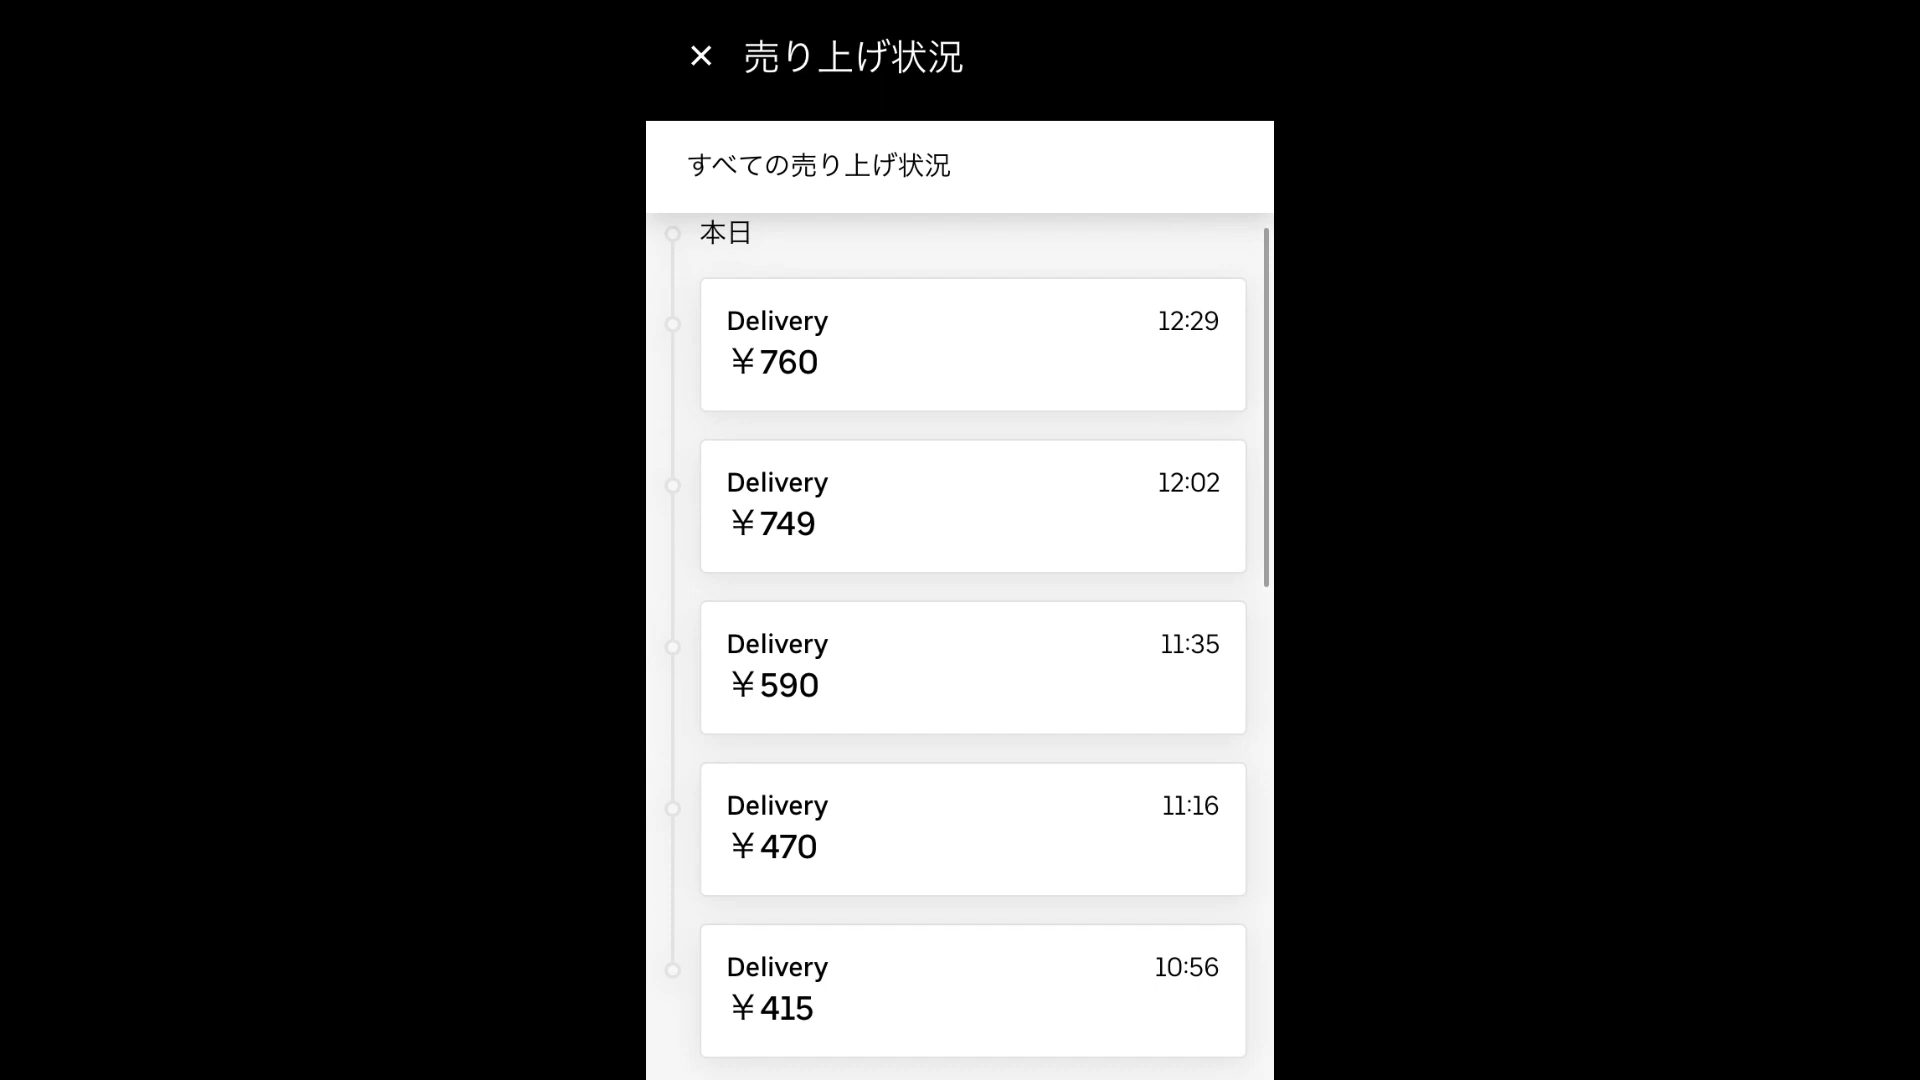 × 売り上げ状況
すべての売り上げ状況
本日
Delivery 12:29
￥760
Delivery 12:02
￥749
Delivery 11:35
￥590
Delivery 11:16
￥470
Delivery 10:56
￥415